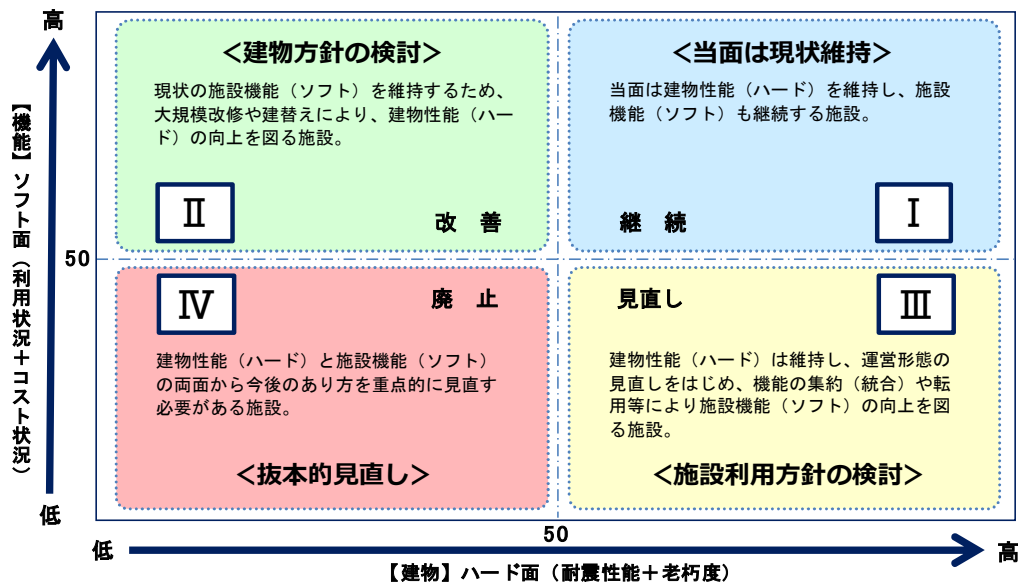 高
【機能】ソフト面（利用状況＋コスト状況）
低
50
＜建物方針の検討＞
現状の施設機能（ソフト）を維持するため、
大規模改修や建替えにより、建物性能（ハー
ド）の向上を図る施設。
Ⅱ
改　善
＜当面は現状維持＞
当面は建物性能（ハード）を維持し、施設
機能（ソフト）も継続する施設。
継　続
Ⅰ
Ⅳ
廃　止
建物性能（ハード）と施設機能（ソフト）
の両面から今後のあり方を重点的に見直す
必要がある施設。
＜抜本的見直し＞
見直し
Ⅲ
建物性能（ハード）は維持し、運営形態の
見直しをはじめ、機能の集約（統合）や転
用等により施設機能（ソフト）の向上を図
る施設。
＜施設利用方針の検討＞
50
低
高
【建物】ハード面（耐震性能＋老朽度）